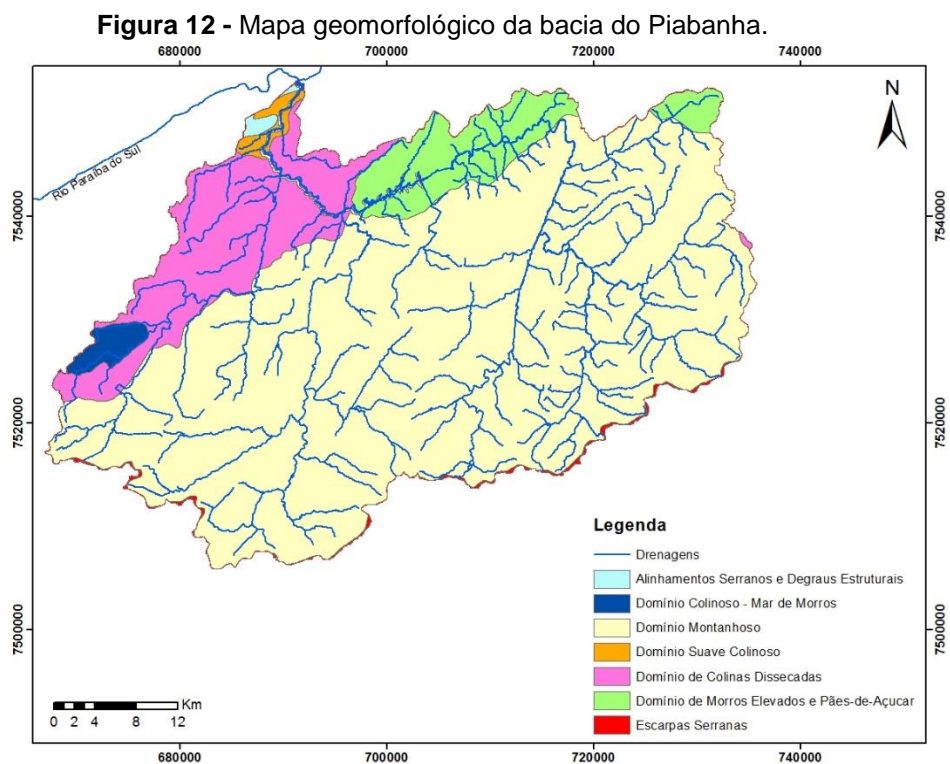 Figura 12 - Mapa geomorfológico da bacia do Piabanha.
680000 700000 720000 740000
N
Rio Paraíba do Sul
7540000 7540000
7520000 7520000
Legenda
Drenagens
Alinhamentos Serranos e Degraus Estruturais
Domínio Colinoso - Mar de Morros
Domínio Montanhoso
Domínio Suave Colinoso
Domínio de Colinas Dissecadas
Domínio de Morros Elevados e Pães-de-Açucar
Escarpas Serranas
7500000 7500000
Km
0 2 4 8 12
680000 700000 720000 740000